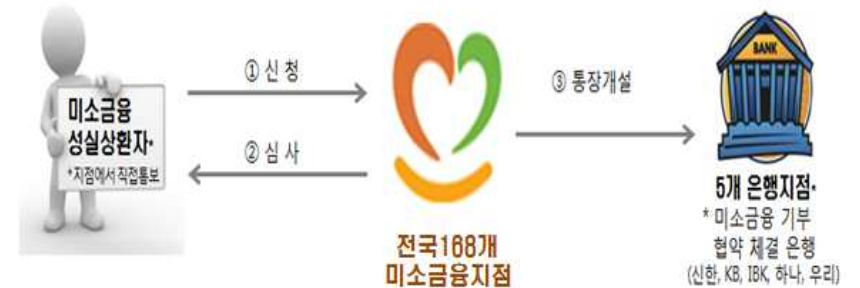 미소금융
성실상환자*
*지점에서 직접통보
① 신 청
② 심 사
전국168개
미소금융지점
③ 통장개설
BANK
5개 은행지점*
* 미소금융 기부
협약 체결 은행
(신한, KB, IBK, 하나, 우리)